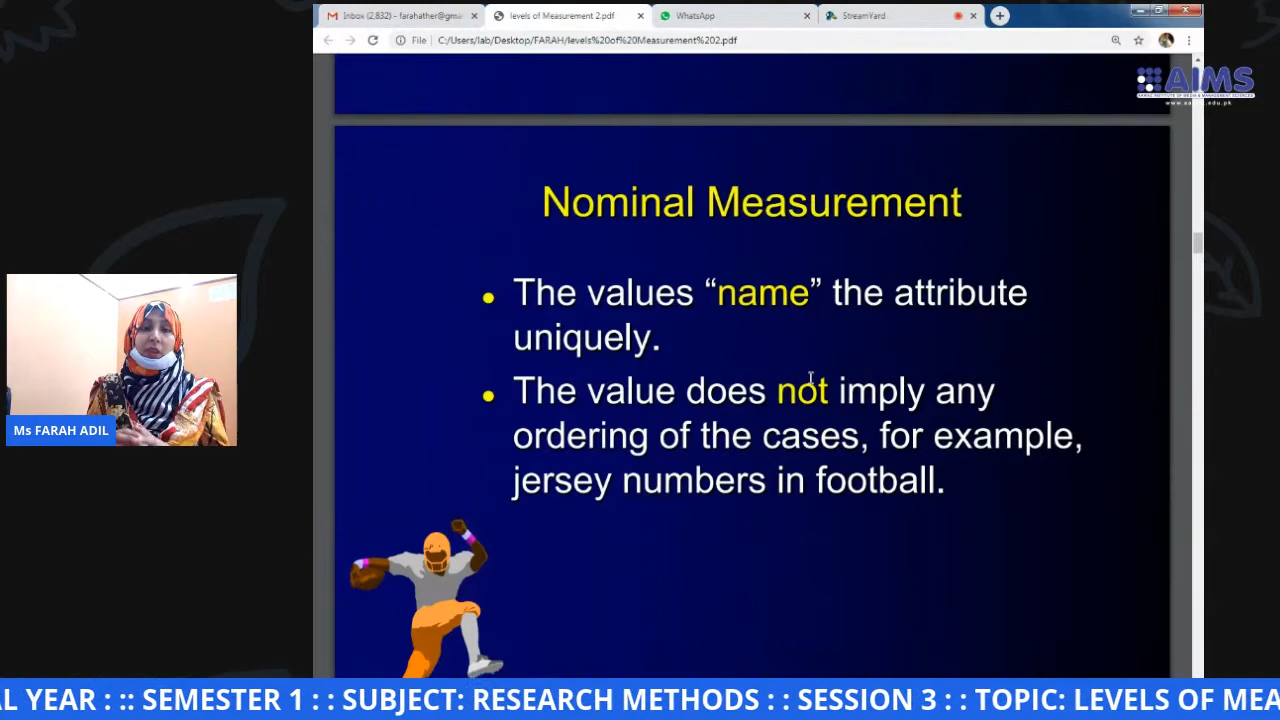 Inbox (2,832) - farahather@gma
levels of Measurement 2.pdf
WhatsApp
StreamYard
File
C:/Users/lab/Desktop/FARAH/levels%20of%20Measurement%202.pdf
AIMS
Nominal Measurement
• The values “name” the attribute
uniquely.
• The value does not imply any
ordering of the cases, for example,
jersey numbers in football.
Ms FARAH ADIL
AL YEAR : :: SEMESTER 1 : : SUBJECT: RESEARCH METHODS : : SESSION 3 : : TOPIC: LEVELS OF MEA